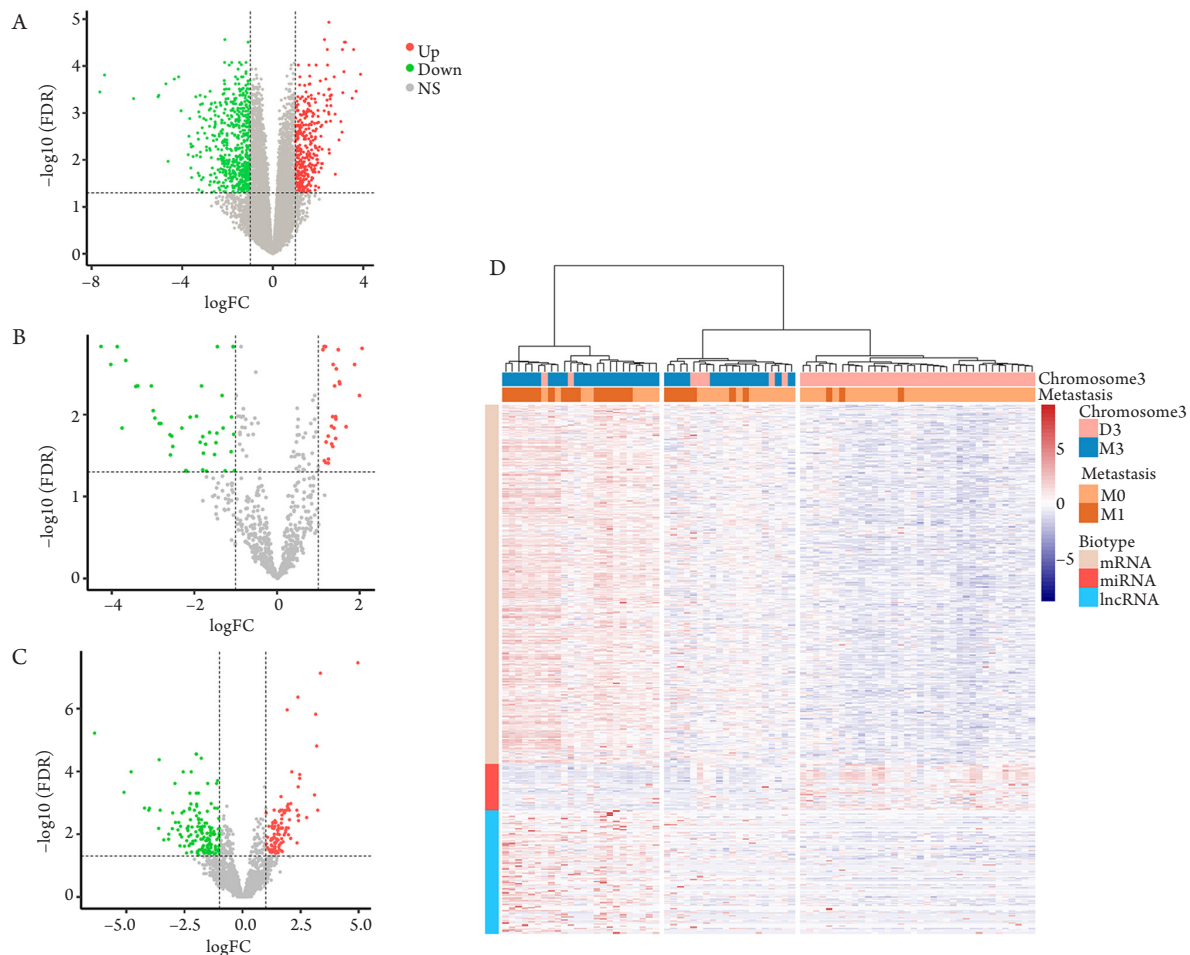 A
5
4
3
2
1
0
−log10 (FDR)
−8
−4
0
4
logFC
Up
Down
NS
B
2
1
0
−log10 (FDR)
−4
−2
0
2
logFC
C
6
4
2
0
−log10 (FDR)
−5.0
−2.5
0.0
2.5
5.0
logFC
D
Chromosome3
Metastasis
5
0
−5
Chromosome3
D3
M3
Metastasis
M0
M1
Biotype
mRNA
miRNA
lncRNA